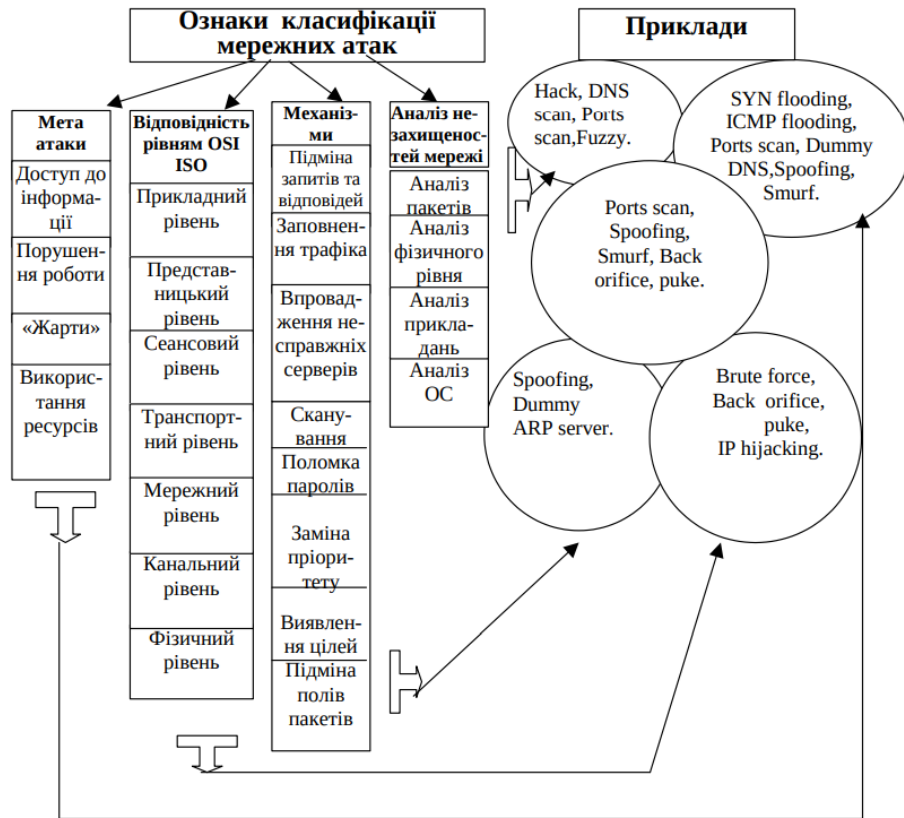 Ознаки класифікації
мережних атак
Приклади
Мета
атаки
Доступ до
інформа-
ції
Порушен-
ня роботи
«Жарти»
Викорис-
тання
ресурсів
Відповідність
рівням OSI
ISO
Прикладний
рівень
Представ-
ницький
рівень
Сеансовий
рівень
Транспорт-
ний рівень
Мережний
рівень
Канальний
рівень
Фізичний
рівень
Механіз-
ми
Підміна
запитів та
відповідей
Заповнен-
ня трафіка
Впровад-
ження не-
справжніх
серверів
Скану-
вання
Поломка
паролів
Заміна
пріори-
тету
Виявлен-
ня цілей
Підміна
полів
пакетів
Аналіз не-
захищенос-
тей мережі
Аналіз
пакетів
Аналіз
фізичного
рівня
Аналіз
прикла-
дань
Аналіз
ОС
Hack, DNS
scan, Ports
scan,Fuzzy.
SYN flooding,
ICMP flooding,
Ports scan, Dummy
DNS,Spoofing,
Smurf.
Ports scan,
Spoofing,
Smurf, Back
orifice, puke.
Spoofing,
Dummy
ARP server.
Brute force,
Back orifice,
puke,
IP hijacking.